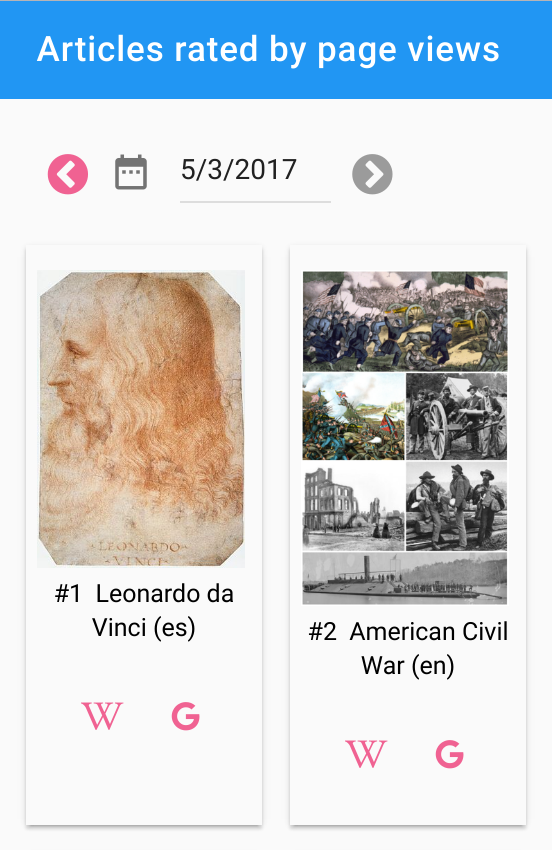 Articles rated by page views
5/3/2017
LEONARDO
VINCI
#1 Leonardo da
Vinci (es)
W G
#2 American Civil
War (en)
W G